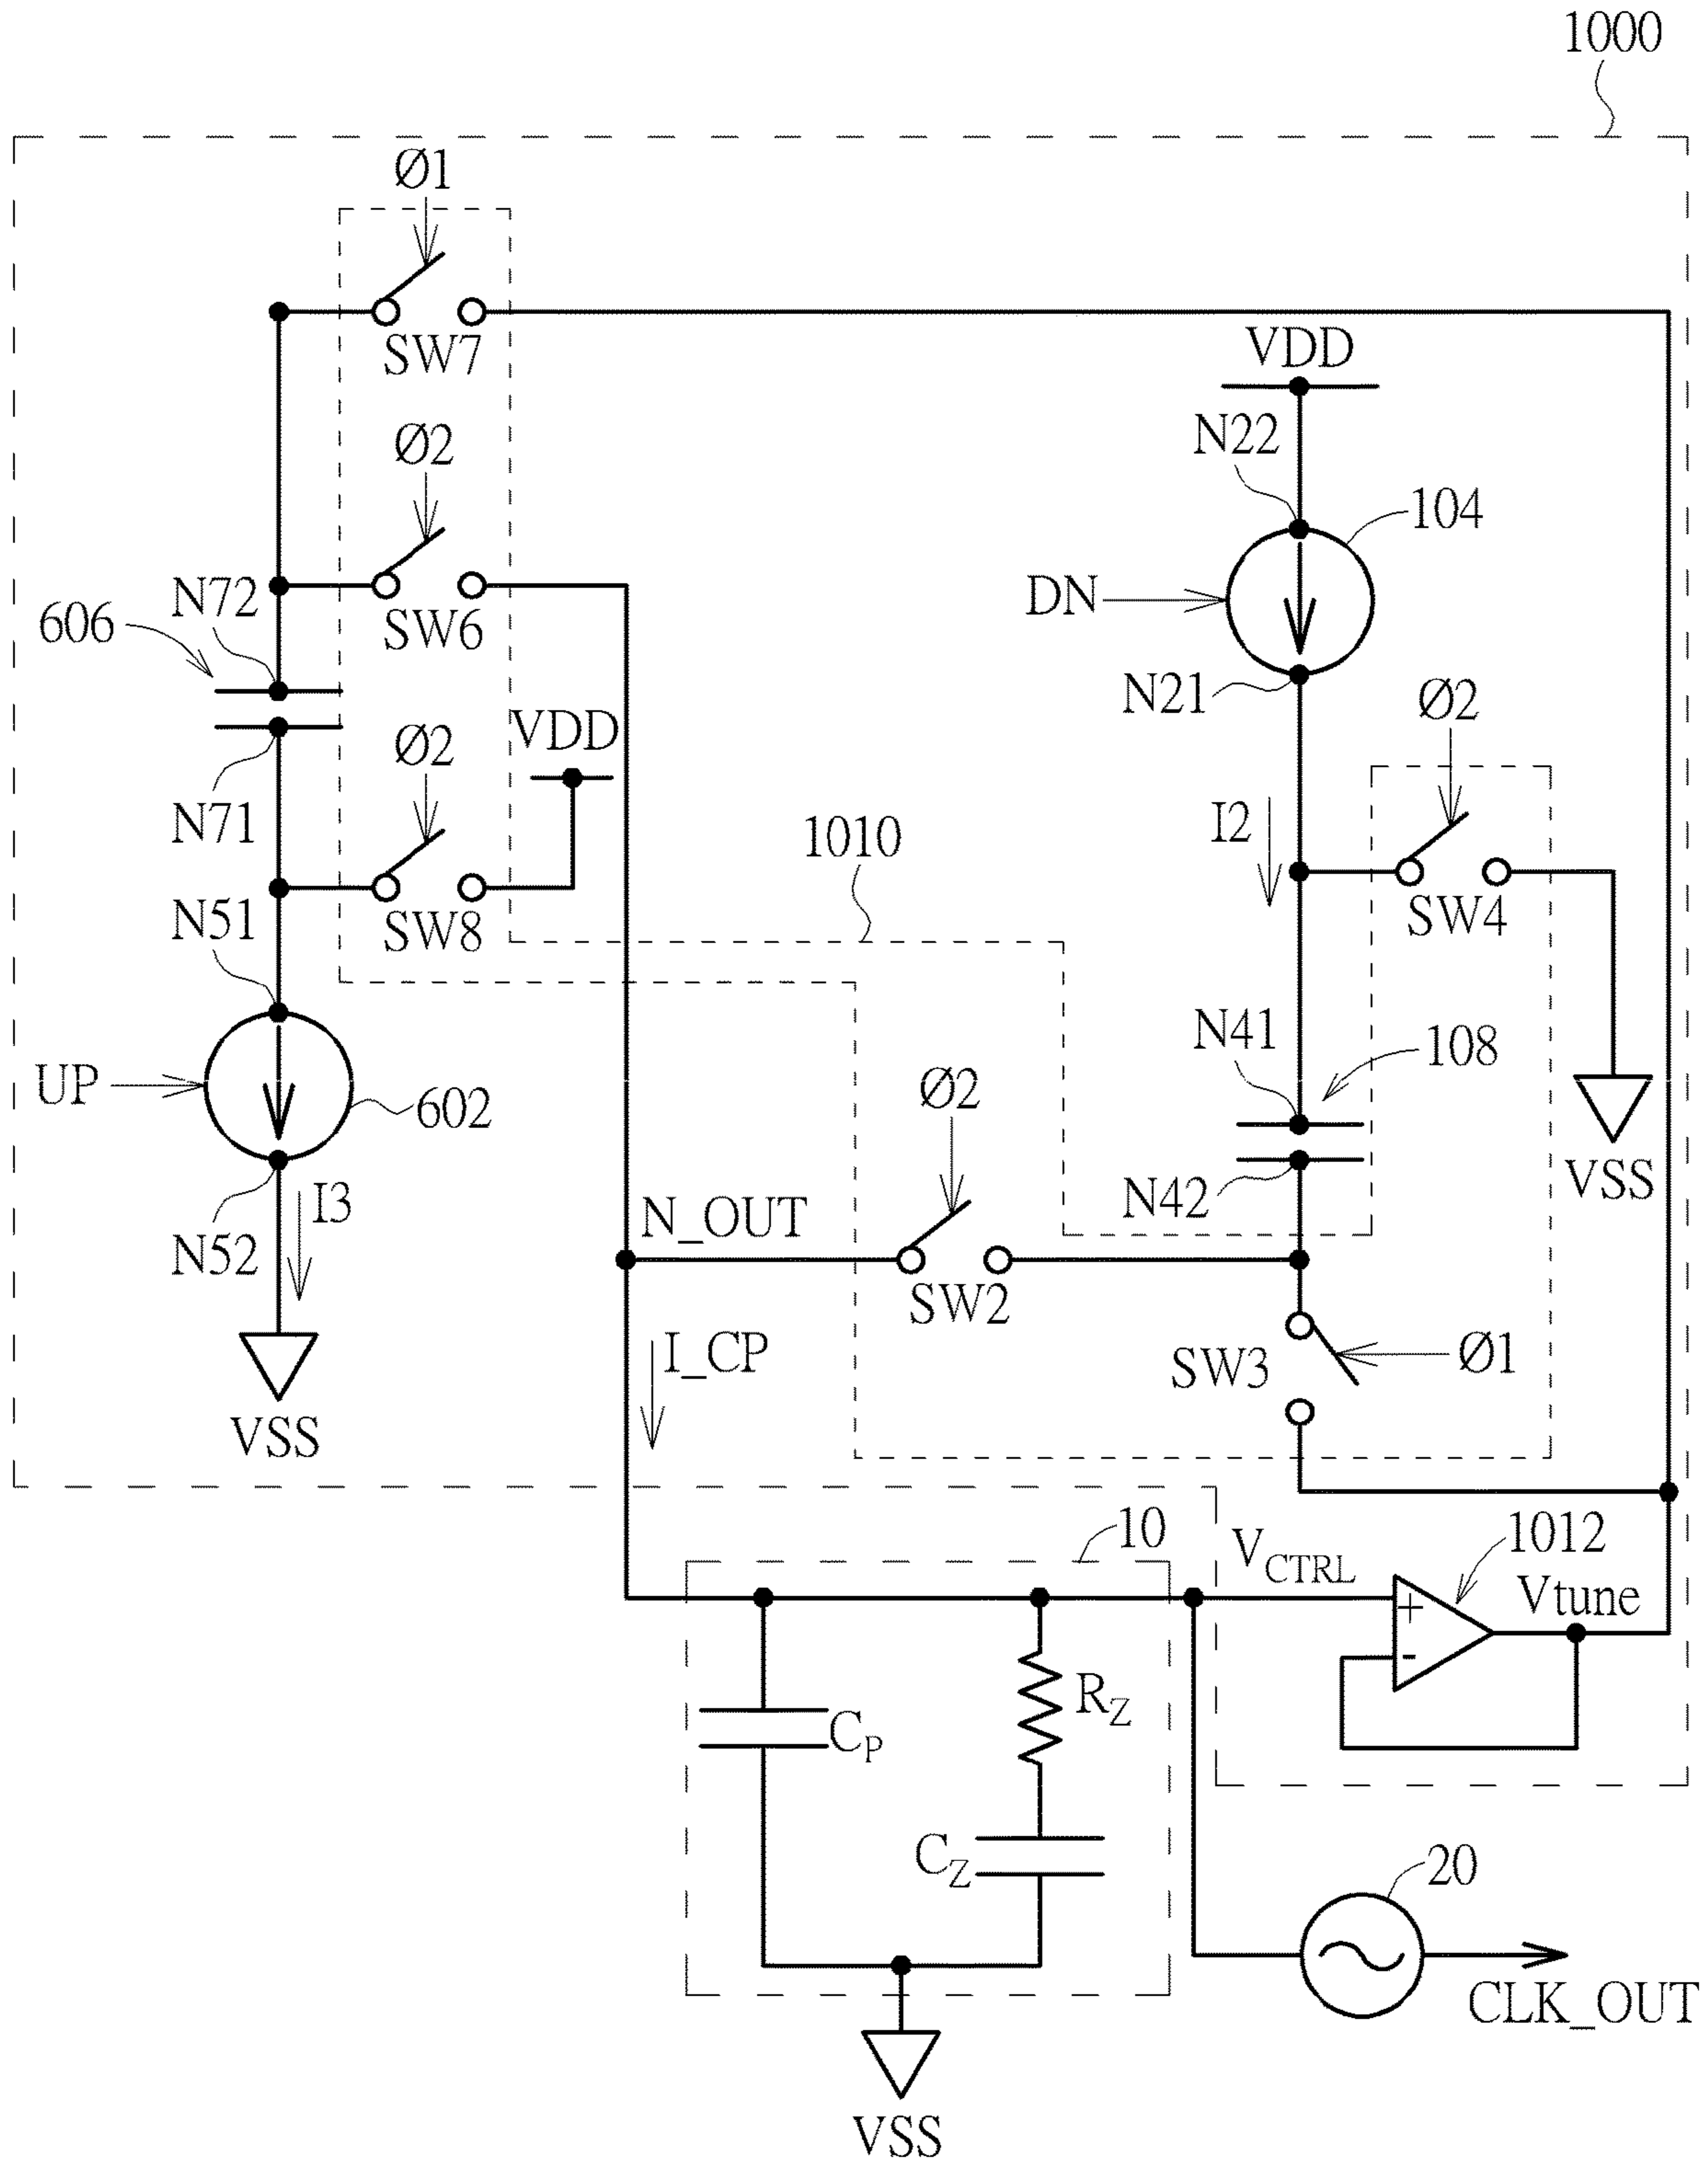 1000
Ø1
SW7
VDD
N22
Ø2
104
N72
DN
606
SW6
N21
Ø2
Ø2
VDD
N71
I2
1010
N51
SW8
SW4
N41
108
UP
602
Ø2
N42
VSS
I3
N_OUT
N52
SW2
I_CP
SW3
Ø1
VSS
10
VCTRL
1012
Vtune
+
-
RZ
CP
CZ
20
CLK_OUT
VSS